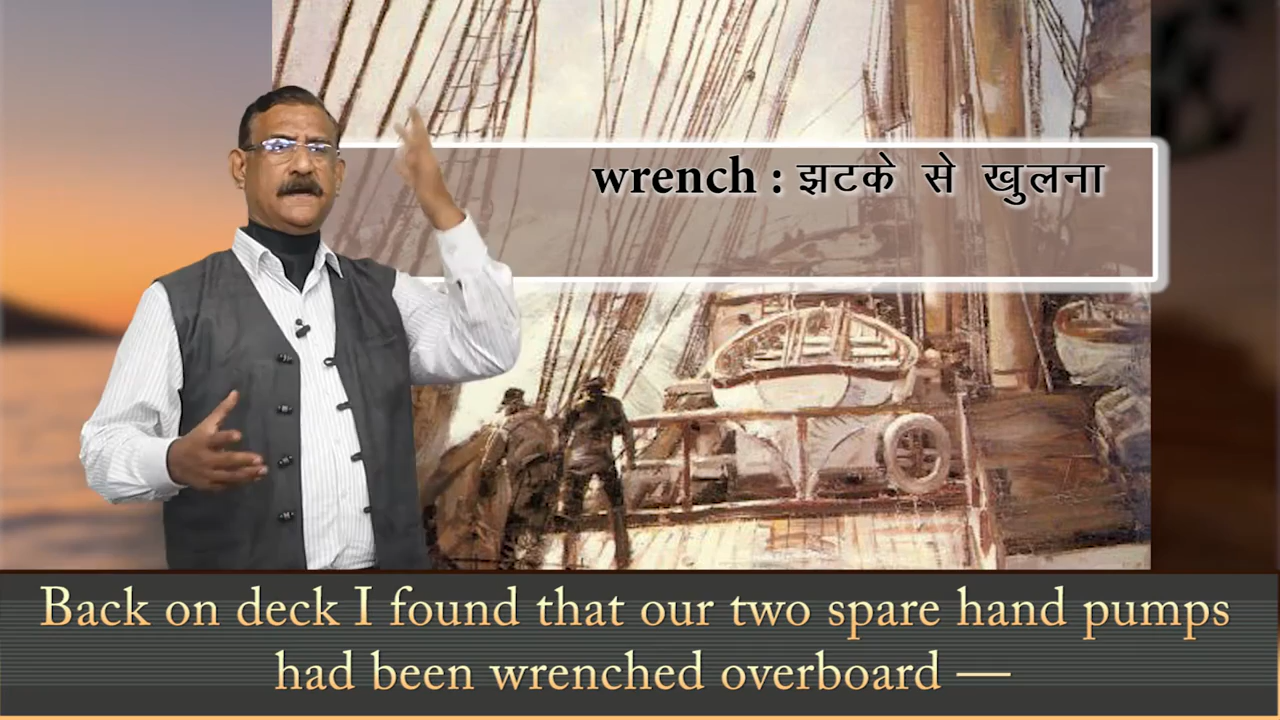 wrench : झटके से खुलना
Back on deck I found that our two spare hand pumps
had been wrenched overboard —